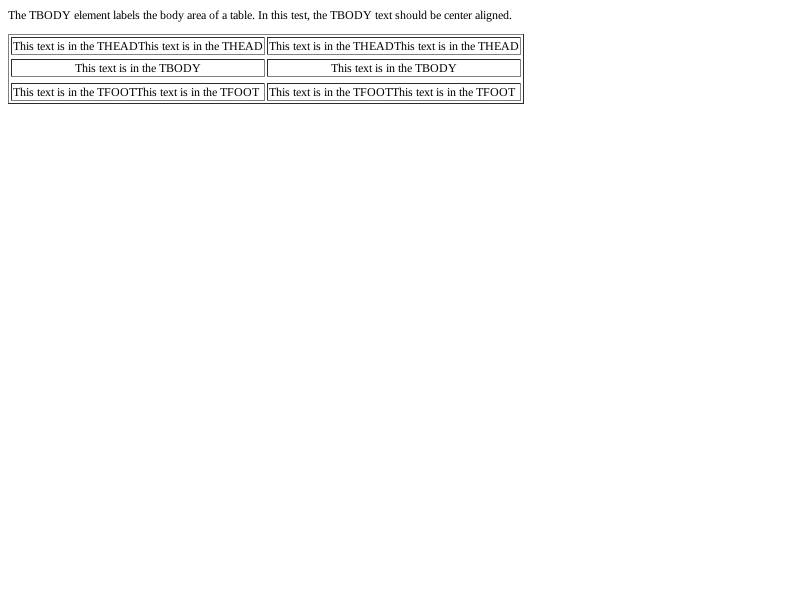 The TBODY element labels the body area of a table. In this test, the TBODY text should be center aligned.
This text is in the THEADThis text is in the THEAD This text is in the THEADThis text is in the THEAD
This text is in the TBODY This text is in the TBODY
This text is in the TFOOTThis text is in the TFOOT This text is in the TFOOTThis text is in the TFOOT